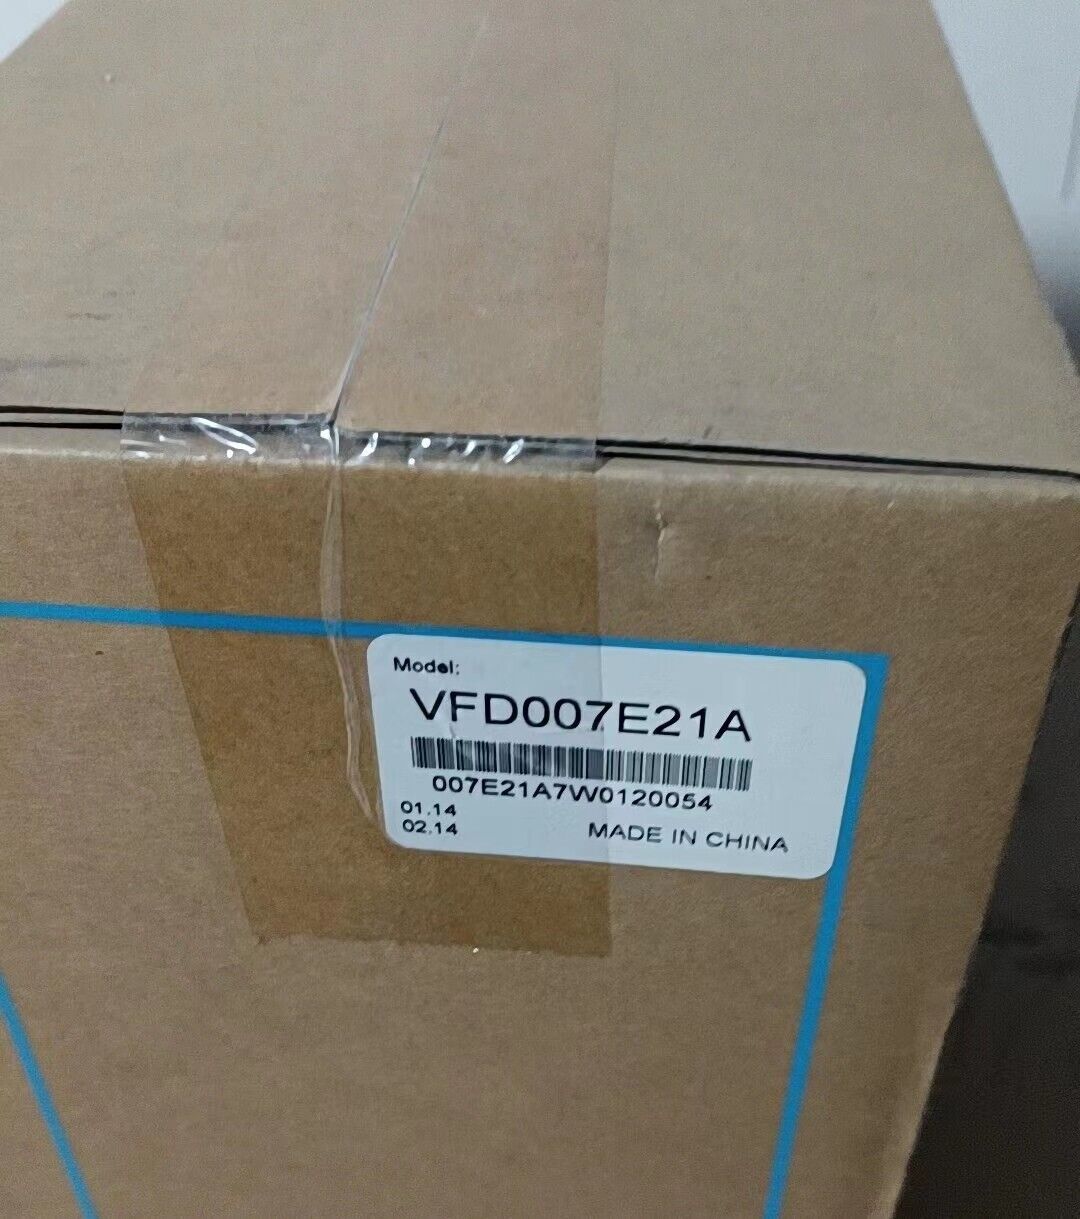 Model:
VFD007E21A
007E21A7W0120054
01.14
02.14
MADE IN CHINA